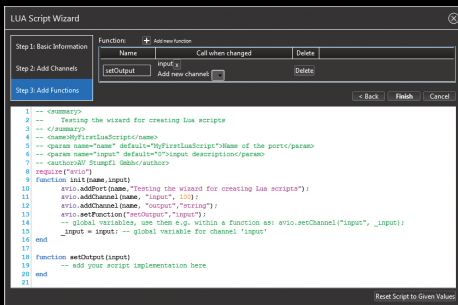 LUA Script Wizard
Step 1: Basic Information
Step 2: Add Channels
Step 3: Add Functions
Function: + Add new function
Name Call when changed Delete
setOutput input x Delete
Add new channel:
< Back Finish Cancel
1 -- <summary>
2 -- Testing the wizard for creating Lua scripts
3 -- </summary>
4 -- <name>MyFirstLuaScript</name>
5 -- <param name="name" default="MyFirstLuaScript">Name of the port</param>
6 -- <param name="input" default="0">input description</param>
7 -- <author>AV Stumpfl Gmbh</author>
8 require("avio")
9 function init(name,input)
10 avio.addPort(name,"Testing the wizard for creating Lua scripts");
11 avio.addChannel(name, "input", 100);
12 avio.addChannel(name, "output","string");
13 avio.setFunction("setOutput","input");
14 -- global variables, use them e.g. within a function as: avio.setChannel("input", _input);
15 _input = input; -- global variable for channel 'input'
16 end
17
18 function setOutput(input)
19 -- add your script implementation here
20 end
21
Reset Script to Given Values